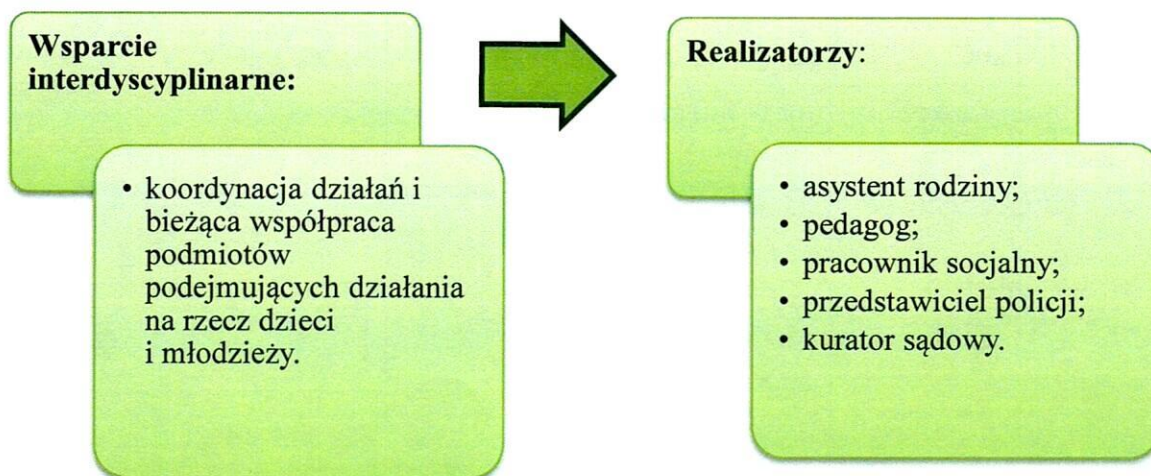 Wsparcie
interdyscyplinarne:
• koordynacja działań i
bieżąca współpraca
podmiotów
podejmujących działania
na rzecz dzieci
i młodzieży.
Realizatorzy:
• asystent rodziny;
• pedagog;
• pracownik socjalny;
• przedstawiciel policji;
• kurator sądowy.